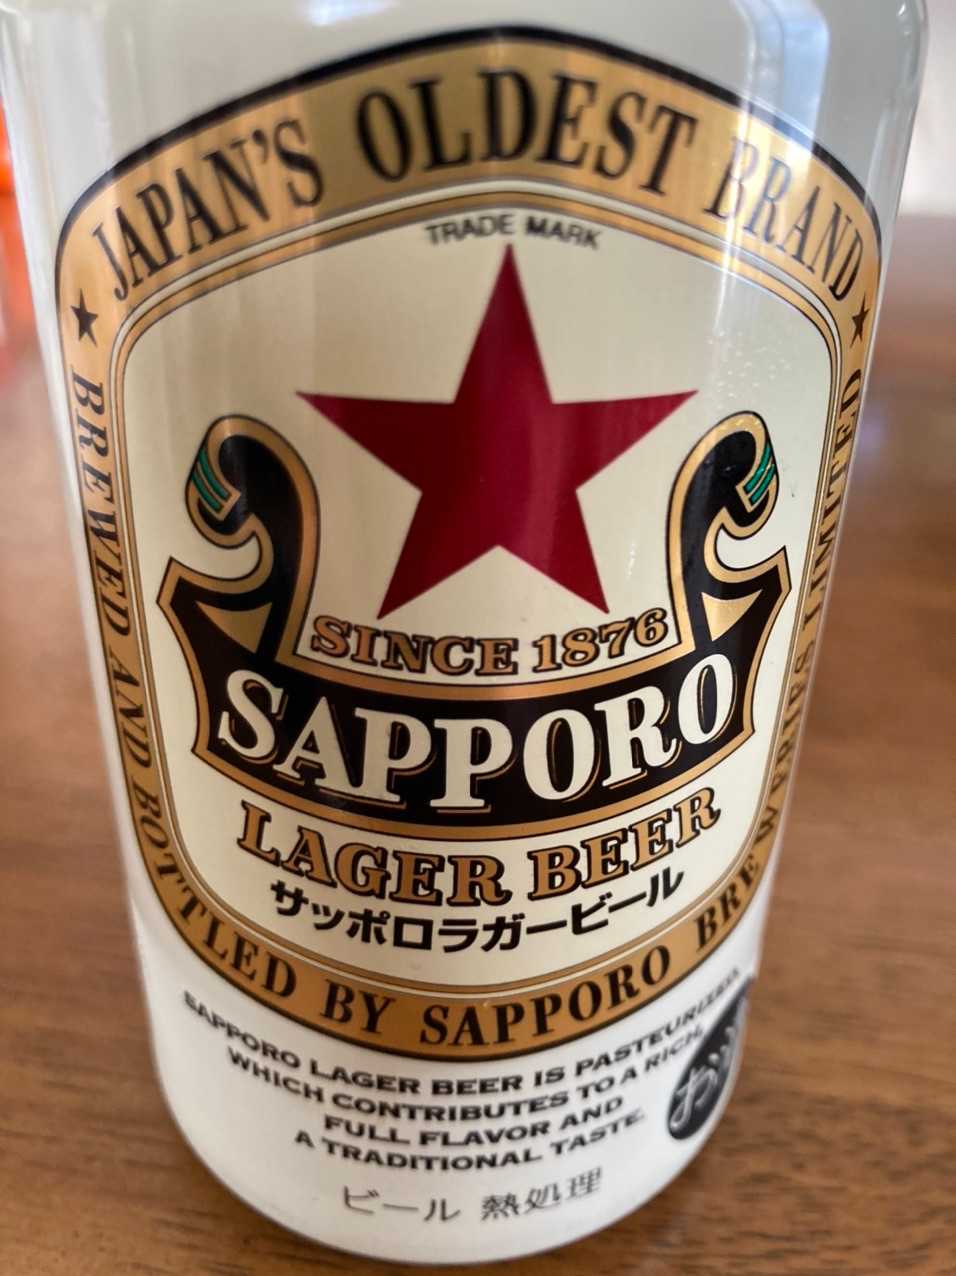 JAPAN'S OLDEST BRAND
TRADE MARK
SINCE 1876
SAPPORO
LAGER BEER
サッポロラガービール
BREWED AND BOTTLED BY SAPPORO BREWERIES LIMITED
SAPPORO LAGER BEER IS PASTEURIZED,
WHICH CONTRIBUTES TO A RICH,
FULL FLAVOR AND
A TRADITIONAL TASTE.
ビール 熱処理